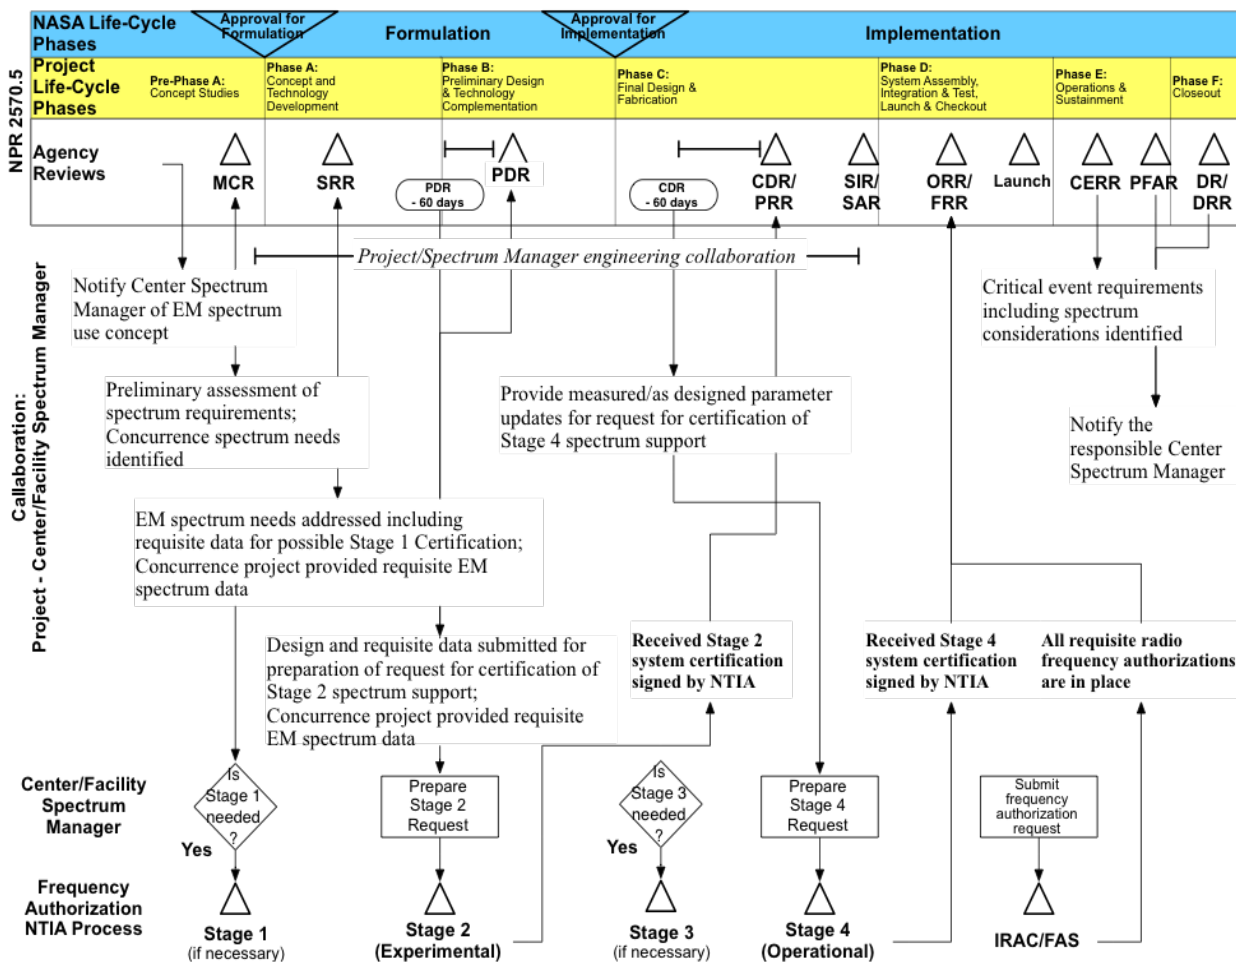 NPR 2570.5
NASA Life-Cycle
Phases
Approval for
Formulation
Formulation
Approval for
Implementation
Implementation
Project
Life-Cycle
Phases
Pre-Phase A:
Concept Studies
Phase A:
Concept and
Technology
Development
Phase B:
Preliminary Design
& Technology
Complementation
Phase C:
Final Design &
Fabrication
Phase D:
System Assembly,
Integration & Test,
Launch & Checkout
Phase E:
Operations &
Sustainment
Phase F:
Closeout
Agency
Reviews
MCR
SRR
PDR
- 60 days
PDR
CDR
- 60 days
CDR/
PRR
SIR/
SAR
ORR/
FRR
Launch
CERR
PFAR
DR/
DRR
Callaboration:
Project - Center/Facility Spectrum Manager
Project/Spectrum Manager engineering collaboration
Notify Center Spectrum
Manager of EM spectrum
use concept
Critical event requirements
including spectrum
considerations identified
Preliminary assessment of
spectrum requirements;
Concurrence spectrum needs
identified
Provide measured/as designed parameter
updates for request for certification of
Stage 4 spectrum support
Notify the
responsible Center
Spectrum Manager
EM spectrum needs addressed including
requisite data for possible Stage 1 Certification;
Concurrence project provided requisite EM
spectrum data
Design and requisite data submitted for
preparation of request for certification of
Stage 2 spectrum support;
Concurrence project provided requisite
EM spectrum data
Received Stage 2
system certification
signed by NTIA
Received Stage 4
system certification
signed by NTIA
All requisite radio
frequency authorizations
are in place
Center/Facility
Spectrum
Manager
Is
Stage 1
needed
?
Yes
Prepare
Stage 2
Request
Is
Stage 3
needed
?
Yes
Prepare
Stage 4
Request
Submit
frequency
authorization
request
Frequency
Authorization
NTIA Process
Stage 1
(if necessary)
Stage 2
(Experimental)
Stage 3
(if necessary)
Stage 4
(Operational)
IRAC/FAS